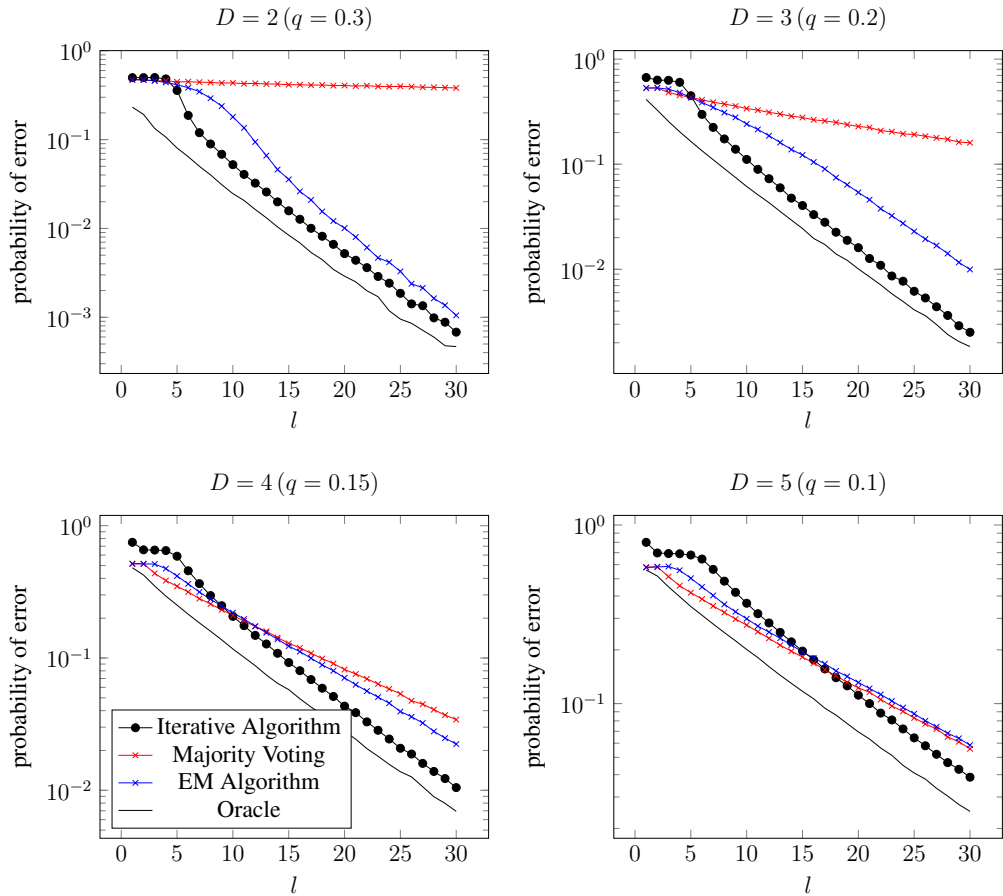 D = 2 (q = 0.3)
probability of error
10^0
10^{-1}
10^{-2}
10^{-3}
0 5 10 15 20 25 30
l
D = 3 (q = 0.2)
probability of error
10^0
10^{-1}
10^{-2}
0 5 10 15 20 25 30
l
D = 4 (q = 0.15)
probability of error
10^0
10^{-1}
10^{-2}
Iterative Algorithm
Majority Voting
EM Algorithm
Oracle
0 5 10 15 20 25 30
l
D = 5 (q = 0.1)
probability of error
10^0
10^{-1}
0 5 10 15 20 25 30
l